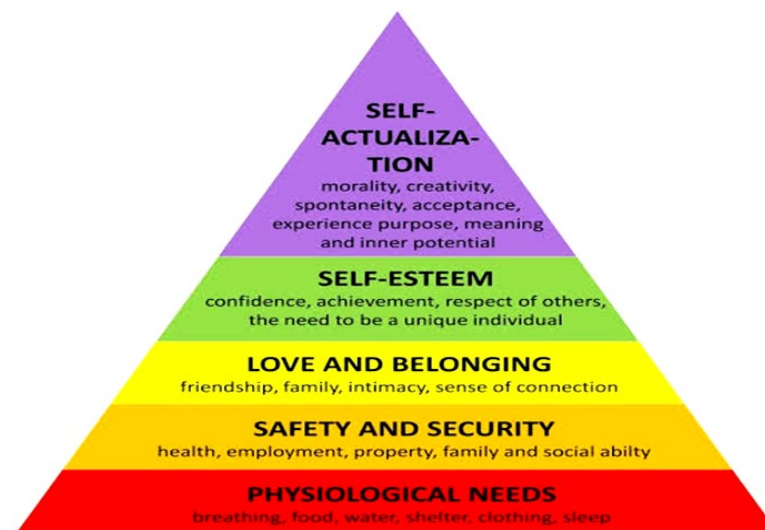 SELF-
ACTUALIZA-
TION
morality, creativity,
spontaneity, acceptance,
experience purpose, meaning
and inner potential
SELF-ESTEEM
confidence, achievement, respect of others,
the need to be a unique individual
LOVE AND BELONGING
friendship, family, intimacy, sense of connection
SAFETY AND SECURITY
health, employment, property, family and social abilty
PHYSIOLOGICAL NEEDS
breathing, food, water, shelter, clothing, sleep